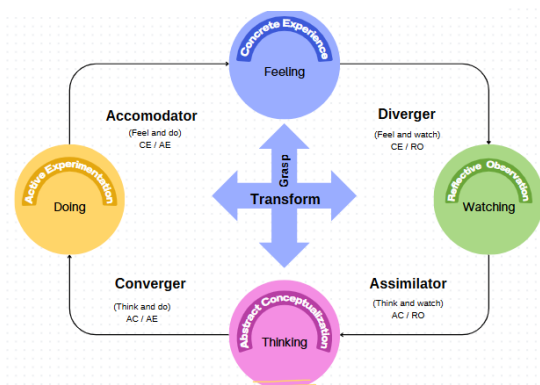 Concrete Experience
Feeling
Accomodator
(Feel and do)
CE / AE
Diverger
(Feel and watch)
CE / RO
Active Experimentation
Doing
Grasp
Transform
Reflective Observation
Watching
Converger
(Think and do)
AC / AE
Assimilator
(Think and watch)
AC / RO
Abstract Conceptualization
Thinking